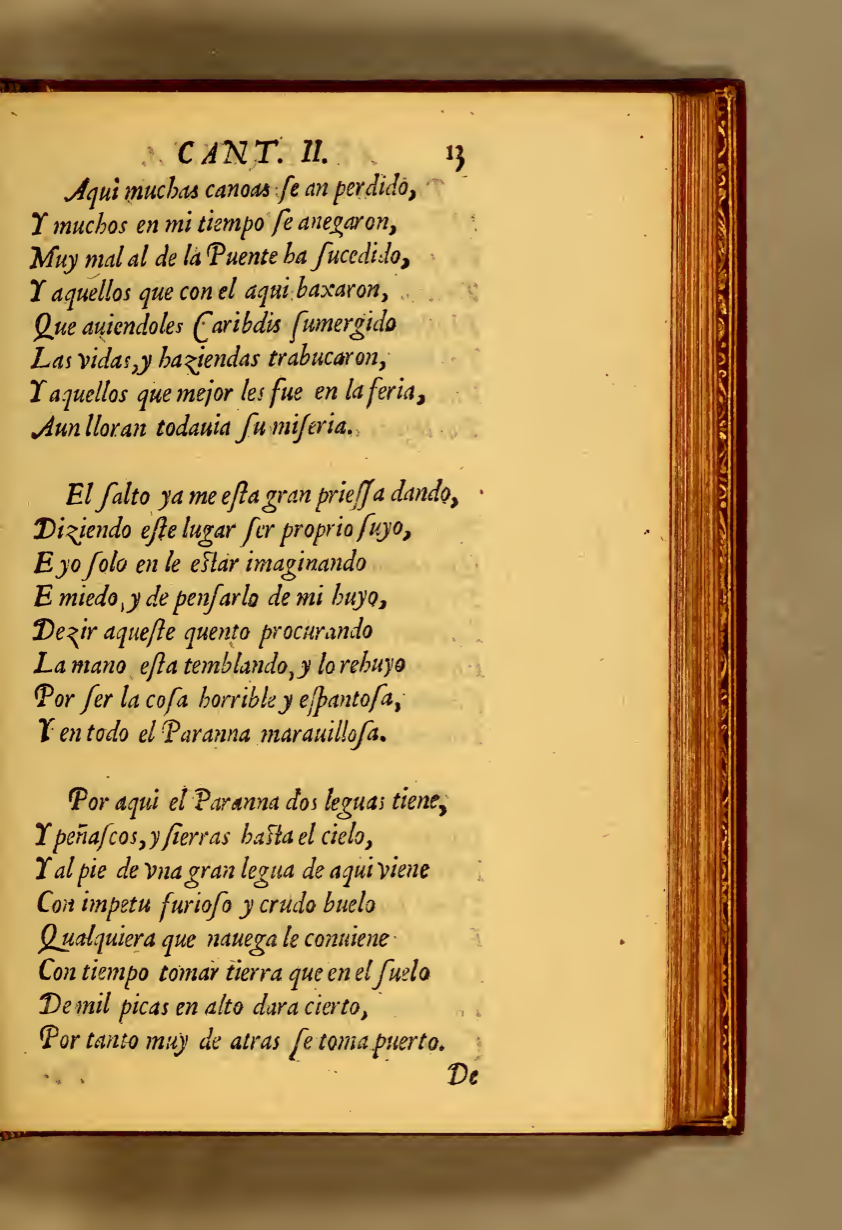 CANT. II. 13
Aqui muchas canoas ſe an perdido,
Y muchos en mi tiempo ſe anegaron,
Muy mal al de la Puente ha ſucedido,
Y aquellos que con el aqui baxaron,
Que auiendoles Caribdis ſumergido
Las vidas, y haziendas trabucaron,
Y aquellos que mejor les fue en la feria,
Aun lloran todauia ſu miſeria.
El ſalto ya me eſta gran prieſſa dando,
Diziendo eſte lugar ſer proprio ſuyo,
E yo ſolo en le eſtar imaginando
E miedo, y de penſarlo de mi huyo,
Dezir aqueſte quento procurando
La mano eſta temblando, y lo rehuyo
Por ſer la coſa horrible y eſpantoſa,
Y en todo el Paranna marauilloſa.
Por aqui el Paranna dos leguas tiene,
Y peñaſcos, y ſierras haſta el cielo,
Y al pie de vna gran legua de aqui viene
Con impetu furioſo y crudo buelo
Qualquiera que nauega le conuiene
Con tiempo tomar tierra que en el ſuelo
De mil picas en alto dara cierto,
Por tanto muy de atras ſe toma puerto.
De